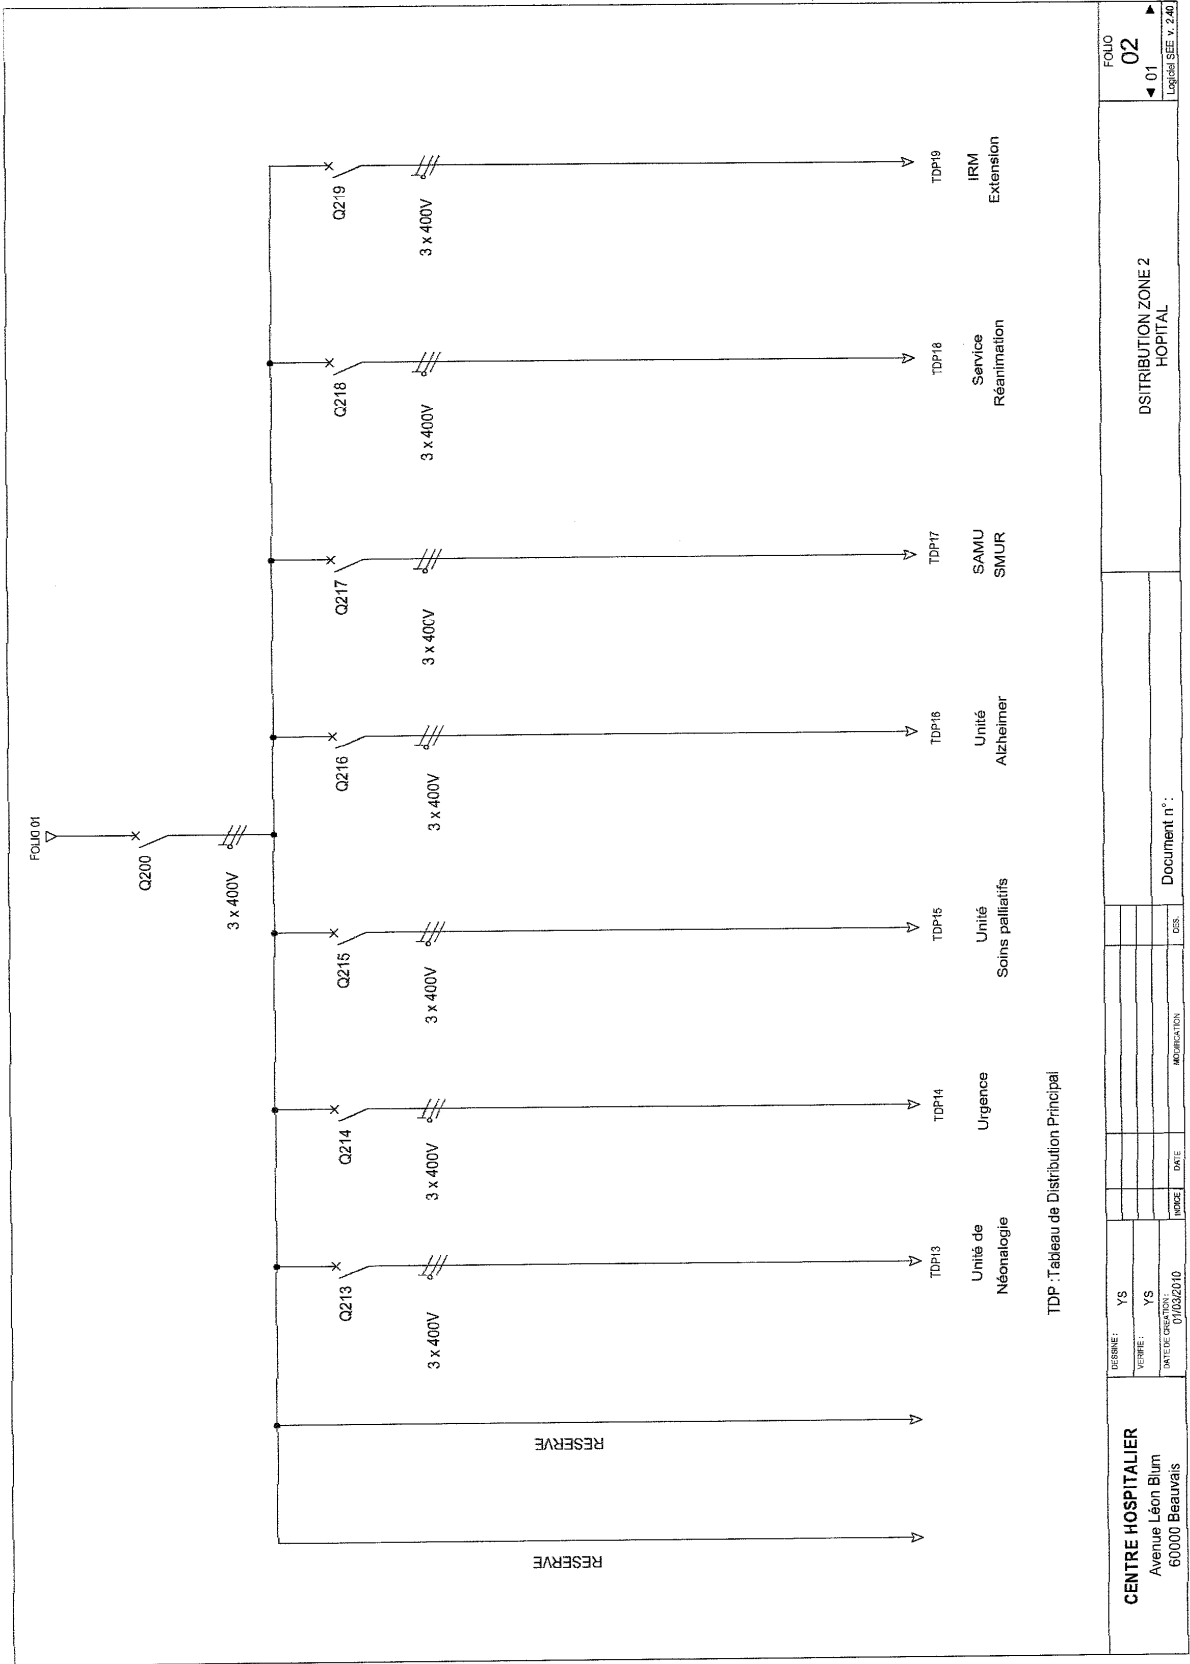 FOLIO 01
Q200
3 x 400V
RESERVE
RESERVE
Q213
3 x 400V
TDP13
Unité de
Néonalogie
Q214
3 x 400V
TDP14
Urgence
Q215
3 x 400V
TDP15
Unité
Soins palliatifs
Q216
3 x 400V
TDP16
Unité
Alzheimer
Q217
3 x 400V
TDP17
SAMU
SMUR
Q218
3 x 400V
TDP18
Service
Réanimation
Q219
3 x 400V
TDP19
IRM
Extension
TDP :Tableau de Distribution Principal
CENTRE HOSPITALIER
Avenue Léon Blum
60000 Beauvais
DESSINE :
YS
VERIFIE :
YS
DATE DE CREATION :
01/03/2010
INDICE
DATE
MODIFICATION
DES.
Document n° :
DSITRIBUTION ZONE 2
HOPITAL
FOLIO
02
◄ 01 ►
Logiciel SEE v. 2.40